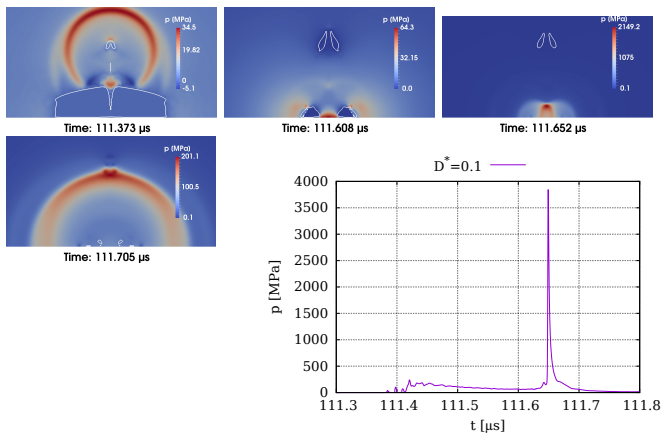 p (MPa)
34.5
19.82
0
-5.1
Time: 111.373 µs
p (MPa)
64.3
32.15
0.0
Time: 111.608 µs
p (MPa)
2149.2
1075
0.1
Time: 111.652 µs
p (MPa)
201.1
100.5
0.1
Time: 111.705 µs
D*=0.1
4000
3500
3000
2500
2000
1500
1000
500
0
p [MPa]
111.3 111.4 111.5 111.6 111.7 111.8
t [µs]